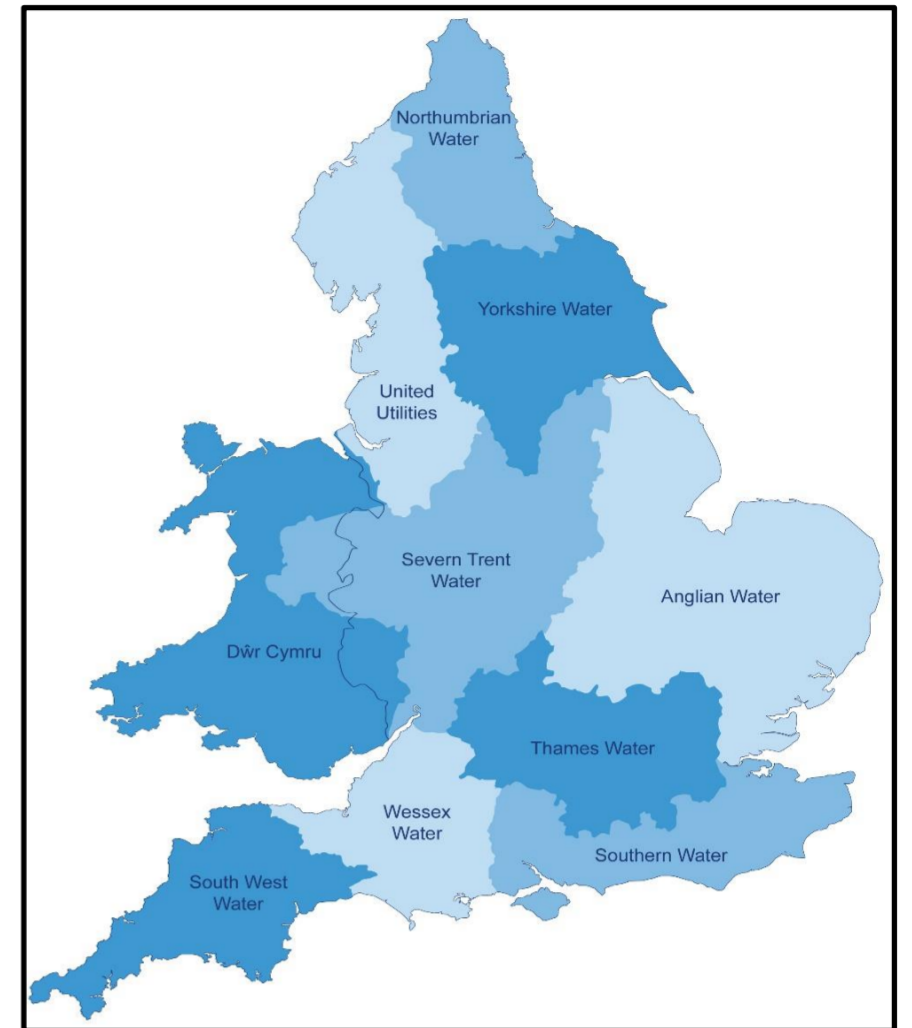 Northumbrian
Water
Yorkshire Water
United
Utilities
Severn Trent
Water
Anglian Water
Dŵr Cymru
Thames Water
Wessex
Water
Southern Water
South West
Water